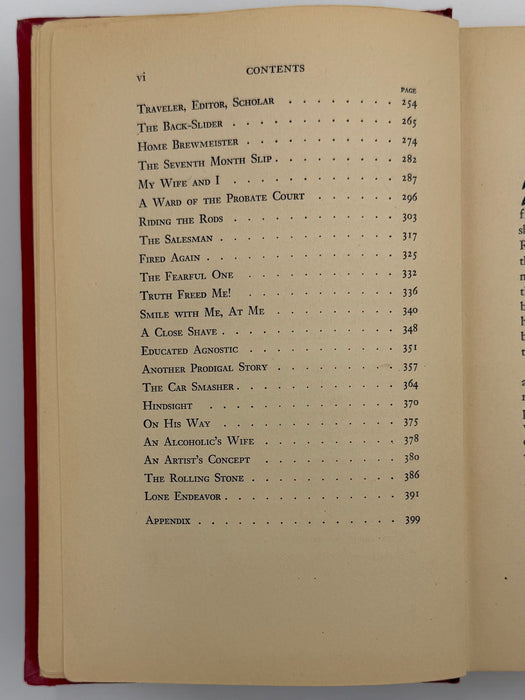 vi CONTENTS
PAGE
Traveler, Editor, Scholar . . . . . . . 254
The Back-Slider . . . . . . . . . . 265
Home Brewmeister . . . . . . . . . 274
The Seventh Month Slip . . . . . . . . 282
My Wife and I . . . . . . . . . . 287
A Ward of the Probate Court . . . . . . 296
Riding the Rods . . . . . . . . . . 303
The Salesman . . . . . . . . . . . 317
Fired Again . . . . . . . . . . . 325
The Fearful One . . . . . . . . . . 332
Truth Freed Me! . . . . . . . . . . 336
Smile with Me, At Me . . . . . . . . 340
A Close Shave . . . . . . . . . . . 348
Educated Agnostic . . . . . . . . . 351
Another Prodigal Story . . . . . . . . 357
The Car Smasher . . . . . . . . . . 364
Hindsight . . . . . . . . . . . 370
On His Way . . . . . . . . . . . 375
An Alcoholic's Wife . . . . . . . . 378
An Artist's Concept . . . . . . . . 380
The Rolling Stone . . . . . . . . . 386
Lone Endeavor . . . . . . . . . . 391
Appendix . . . . . . . . . . . . 399